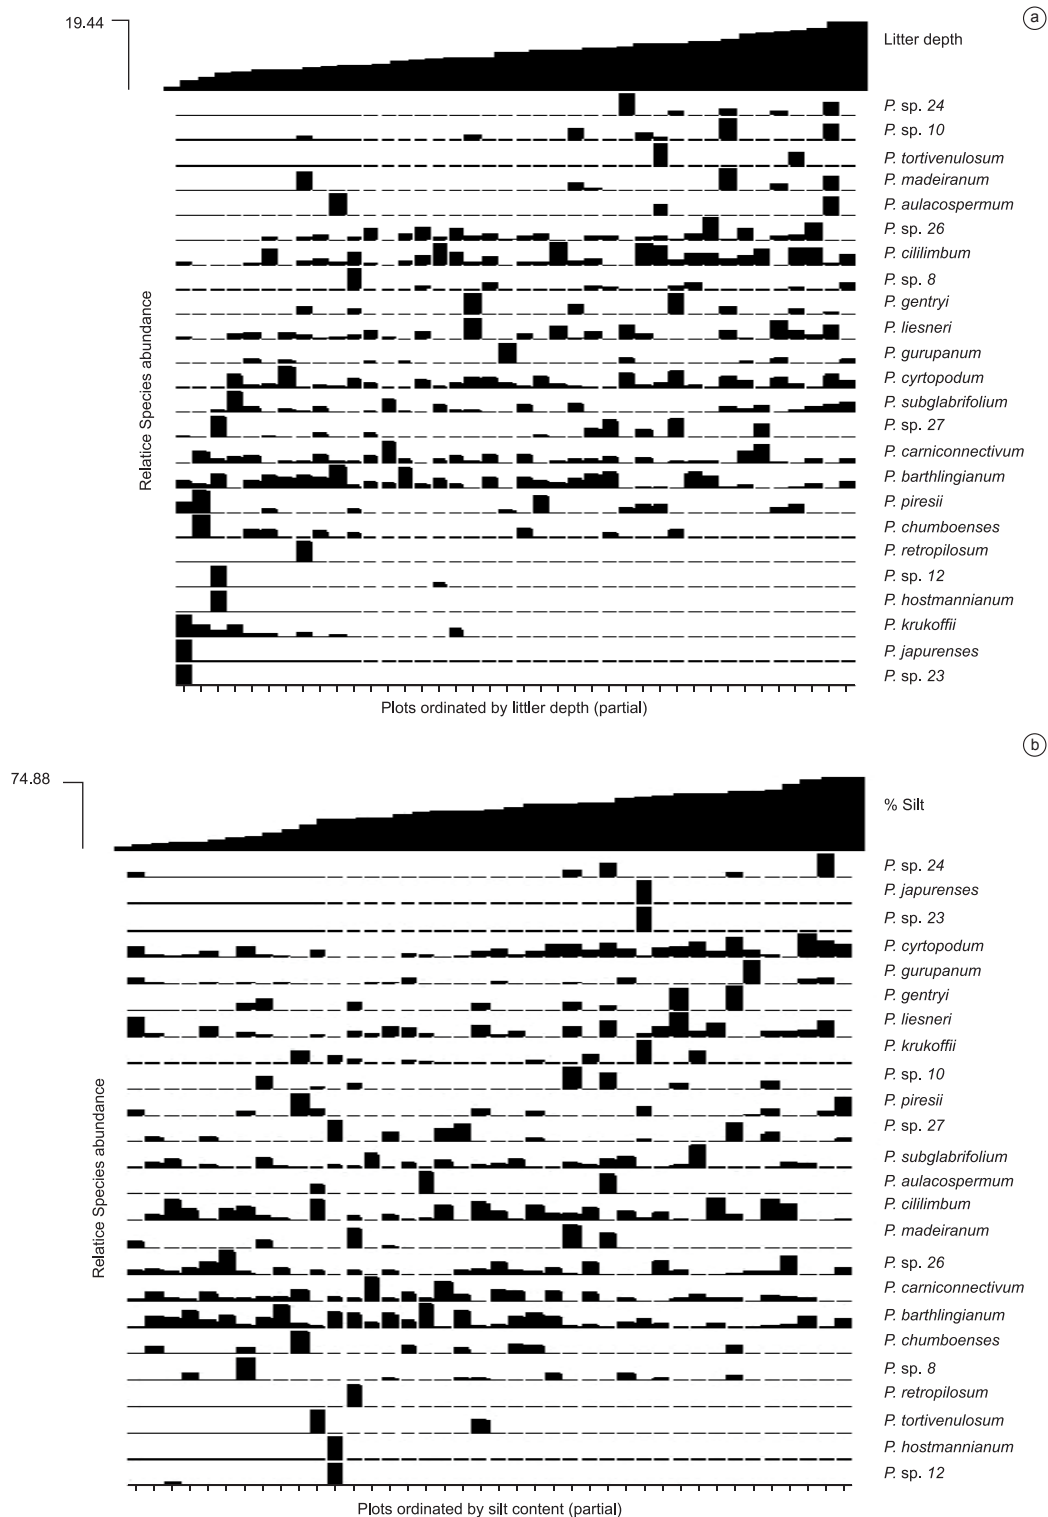 19.44
a
Litter depth
P. sp. 24
P. sp. 10
P. tortivenulosum
P. madeiranum
P. aulacospermum
P. sp. 26
P. cililimbum
P. sp. 8
P. gentryi
P. liesneri
P. gurupanum
P. cyrtopodum
P. subglabrifolium
P. sp. 27
P. carniconnectivum
P. barthlingianum
P. piresii
P. chumboenses
P. retropilosum
P. sp. 12
P. hostmannianum
P. krukoffii
P. japurenses
P. sp. 23
Relatice Species abundance
Plots ordinated by littler depth (partial)
b
74.88
% Silt
P. sp. 24
P. japurenses
P. sp. 23
P. cyrtopodum
P. gurupanum
P. gentryi
P. liesneri
P. krukoffii
P. sp. 10
P. piresii
P. sp. 27
P. subglabrifolium
P. aulacospermum
P. cililimbum
P. madeiranum
P. sp. 26
P. carniconnectivum
P. barthlingianum
P. chumboenses
P. sp. 8
P. retropilosum
P. tortivenulosum
P. hostmannianum
P. sp. 12
Relatice Species abundance
Plots ordinated by silt content (partial)